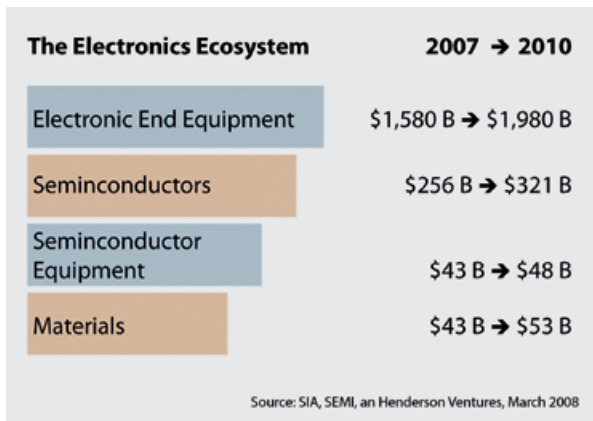 The Electronics Ecosystem 2007 → 2010
Electronic End Equipment $1,580 B → $1,980 B
Seminconductors $256 B → $321 B
Seminconductor
Equipment $43 B → $48 B
Materials $43 B → $53 B
Source: SIA, SEMI, an Henderson Ventures, March 2008